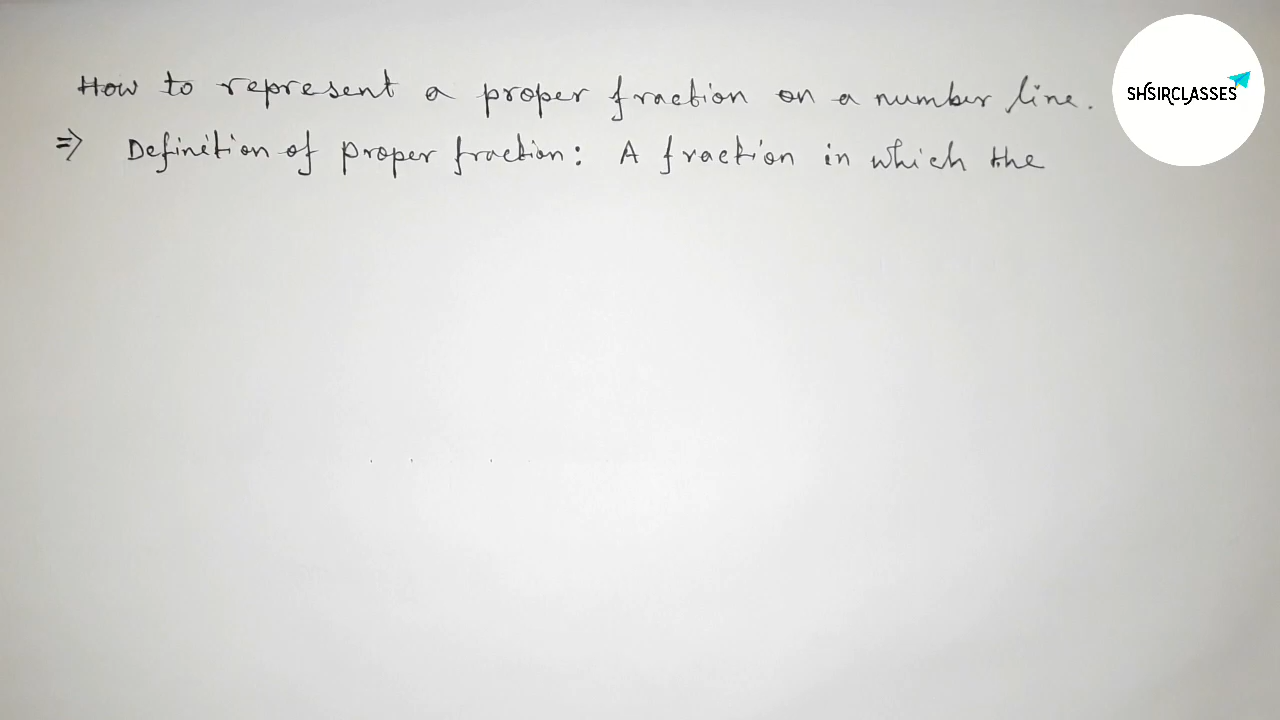 How to represent a proper fraction on a number line.
⇒ Definition of proper fraction: A fraction in which the
SHSIRCLASSES